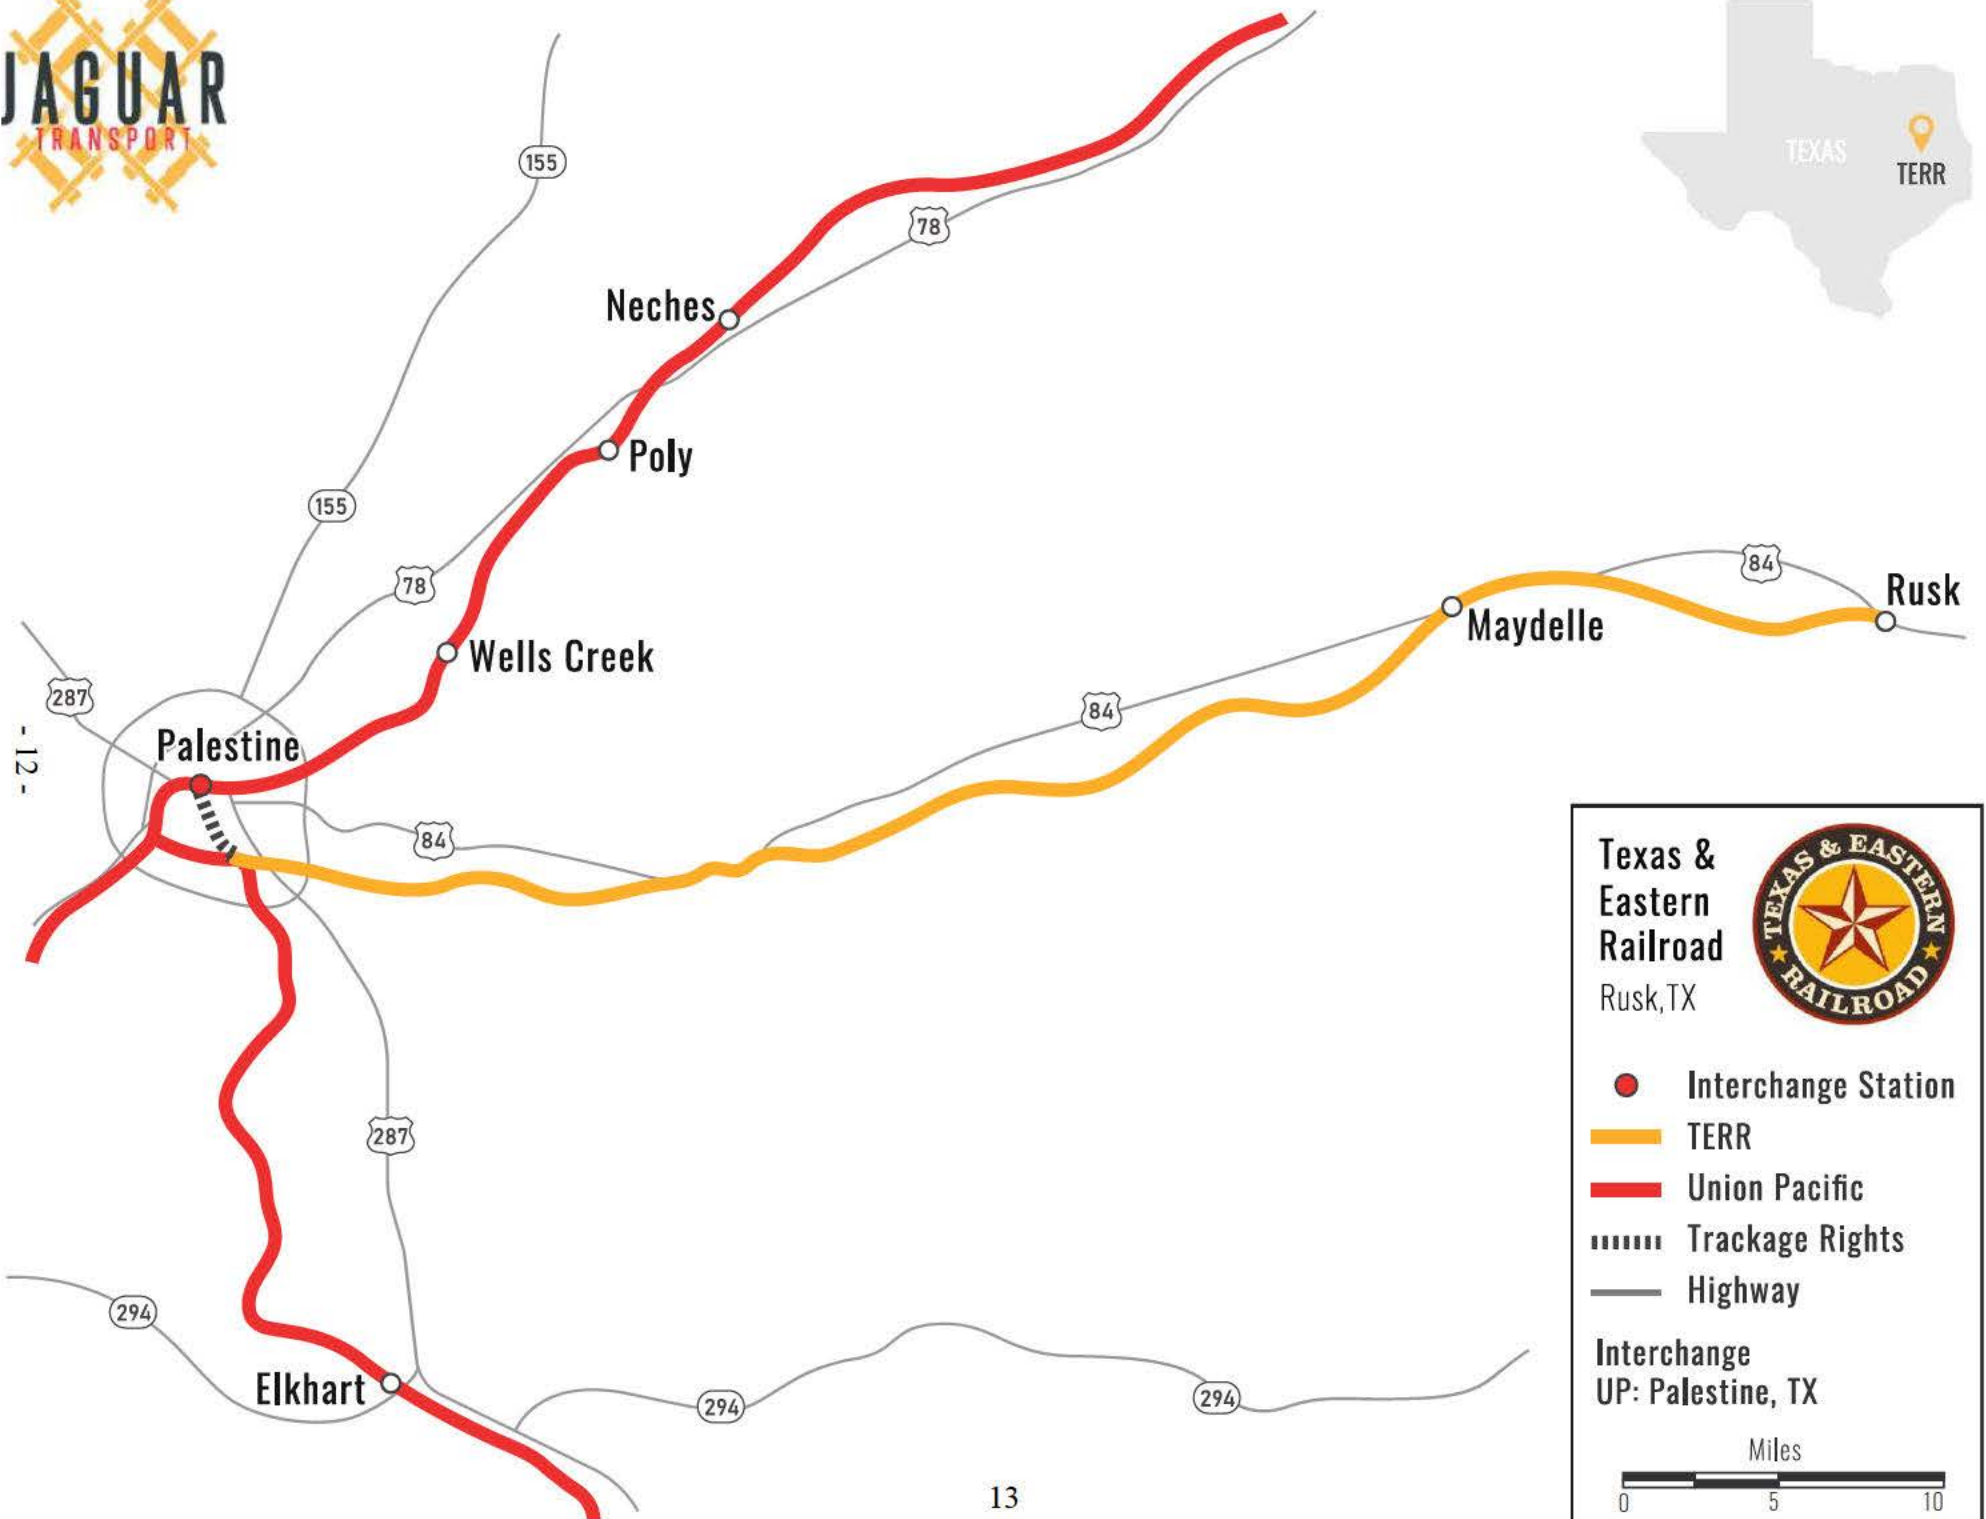 JAGUAR
TRANSPORT
155
TEXAS
TERR
78
Neches
Poly
155
84
78
Rusk
Maydelle
Wells Creek
287
84
Palestine
- 12 -
84
Texas &
Eastern
Railroad
Rusk,TX
TEXAS & EASTERN
RAILROAD
Interchange Station
TERR
287
Union Pacific
Trackage Rights
Highway
294
Interchange
UP: Palestine, TX
Elkhart
294
294
Miles
0 5 10
13